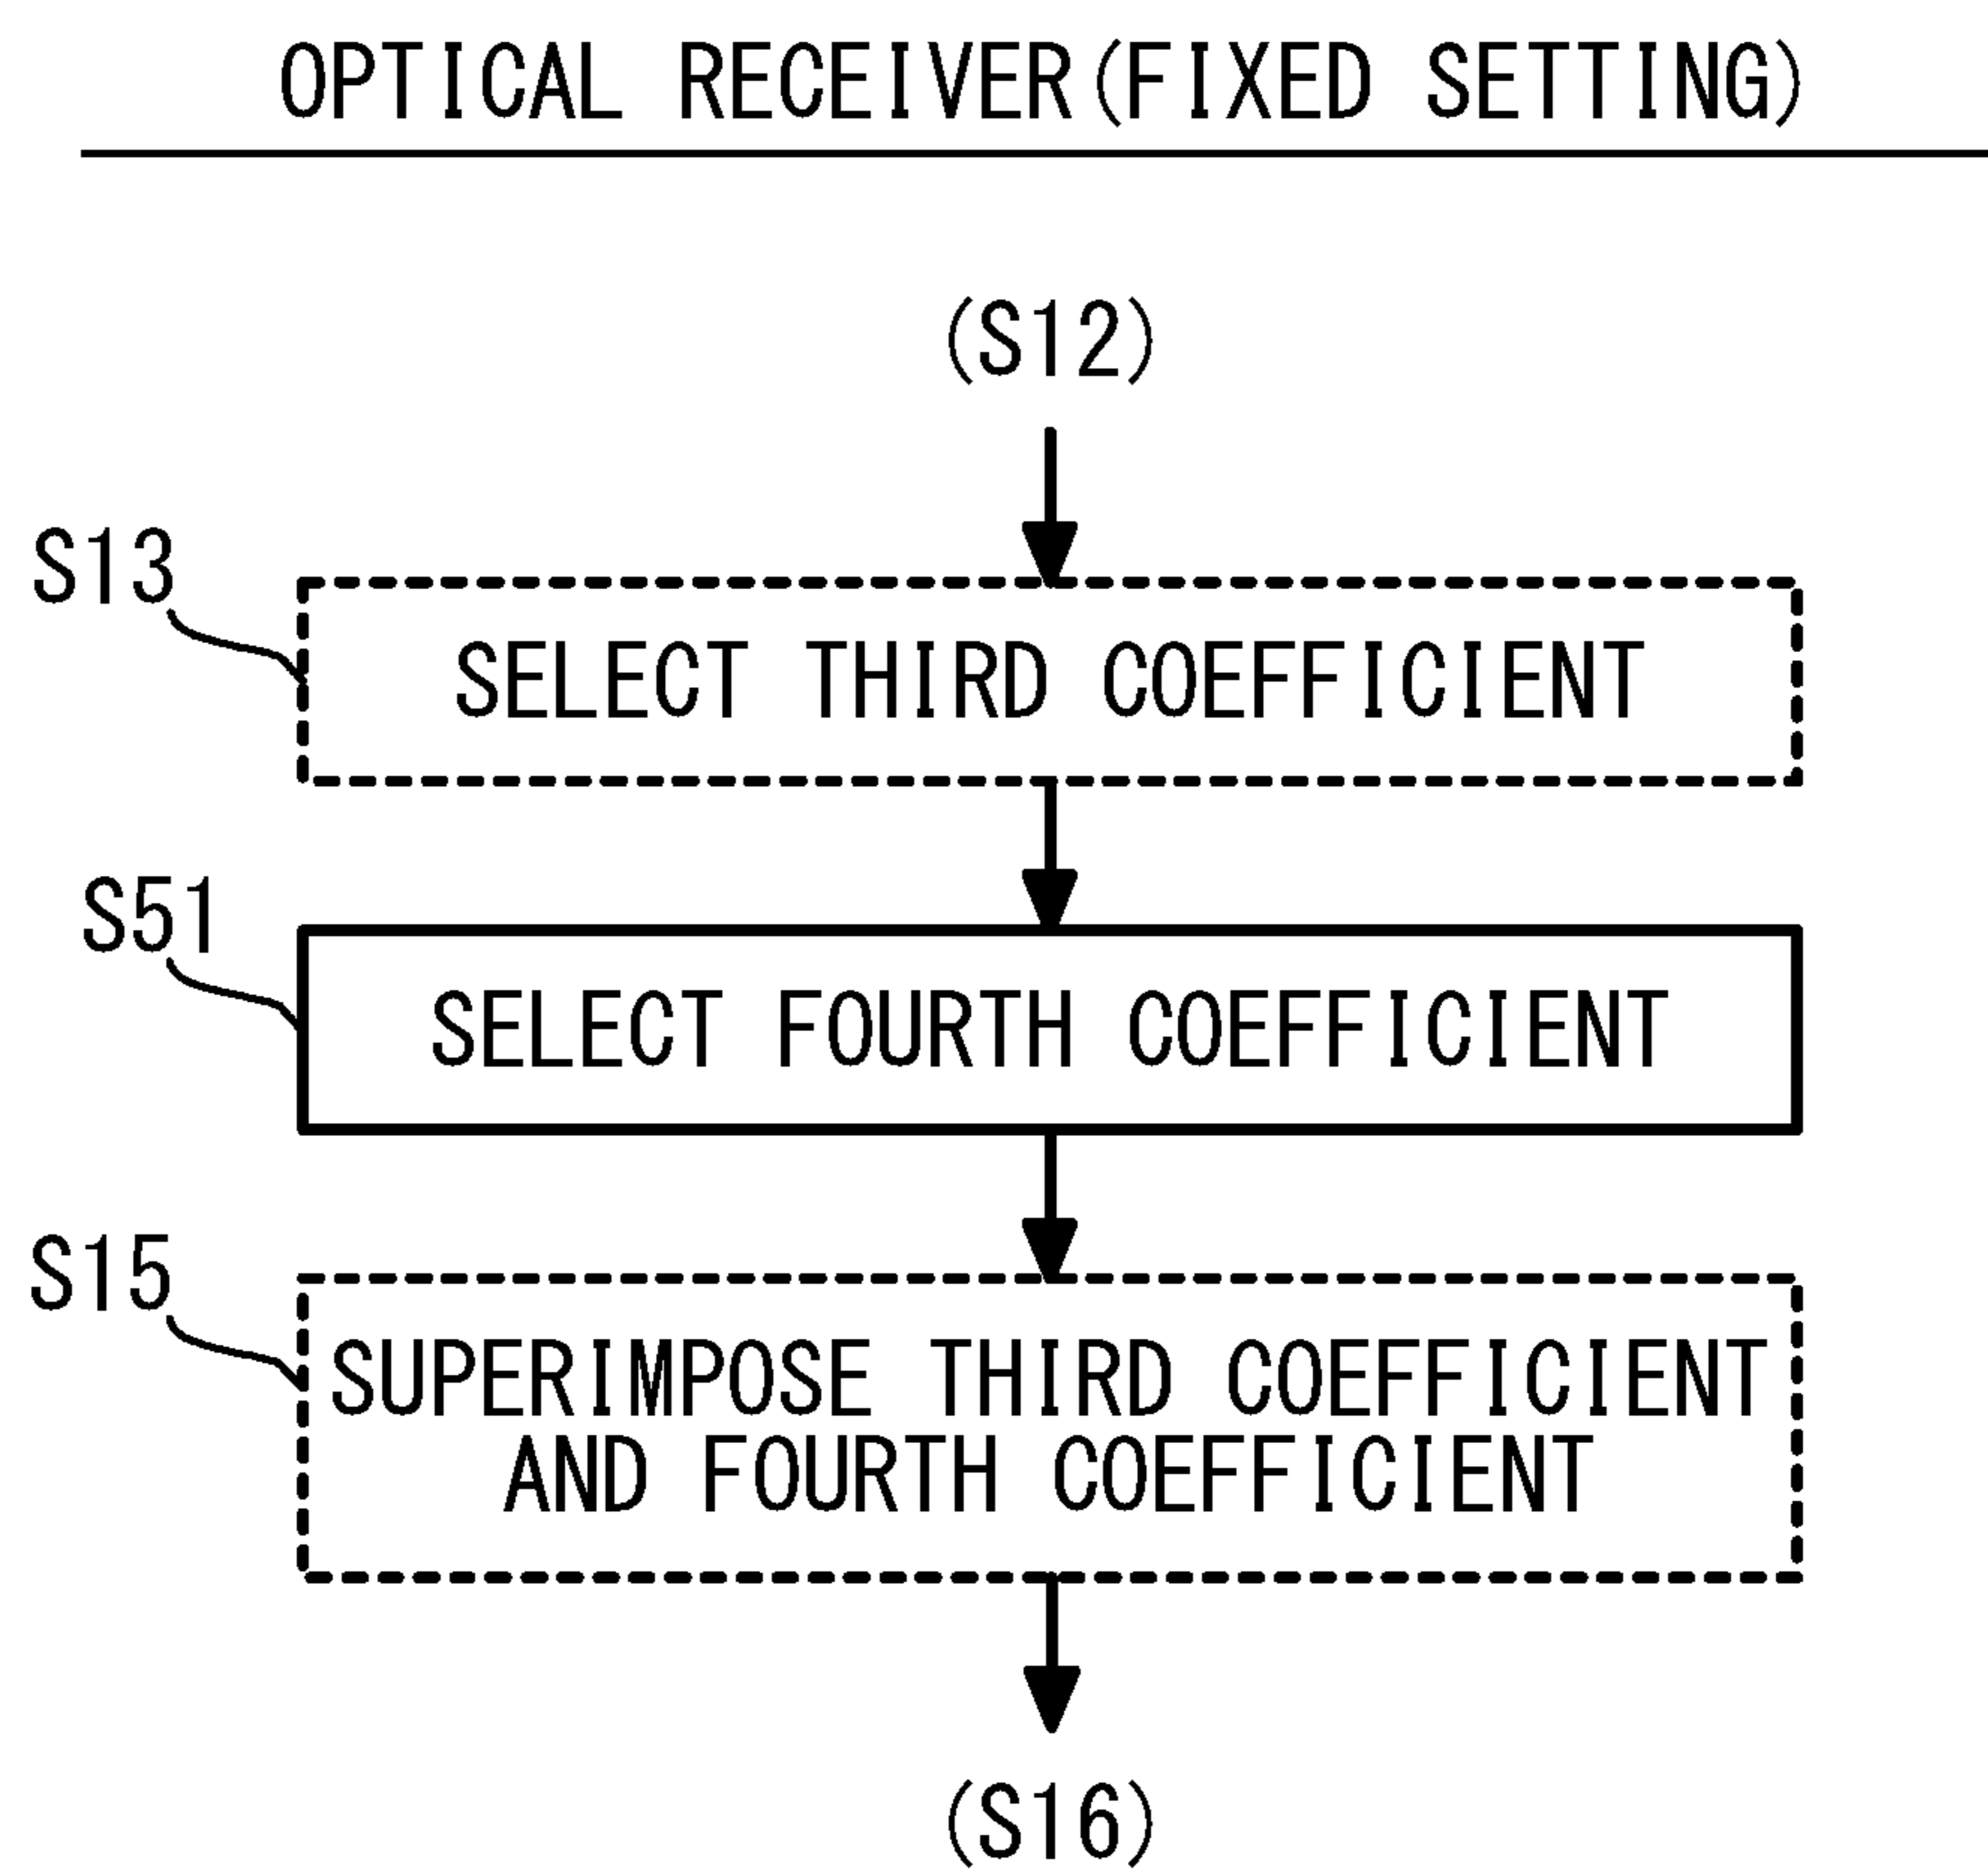 OPTICAL RECEIVER(FIXED SETTING)
(S12)
S13
SELECT THIRD COEFFICIENT
S51
SELECT FOURTH COEFFICIENT
S15
SUPERIMPOSE THIRD COEFFICIENT
AND FOURTH COEFFICIENT
(S16)